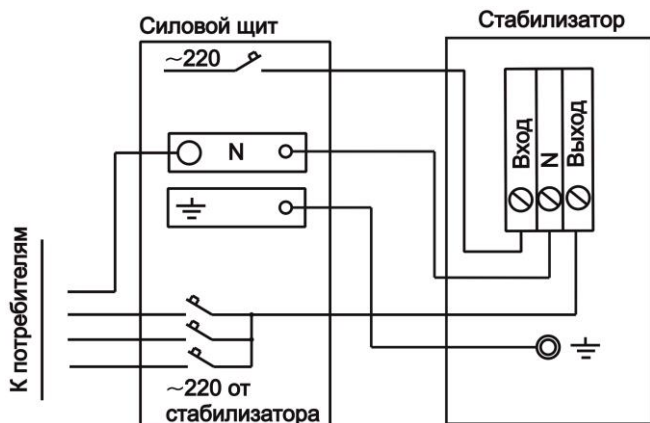 Силовой щит
Стабилизатор
~220
Вход
N
Выход
N
К потребителям
~220 от
стабилизатора